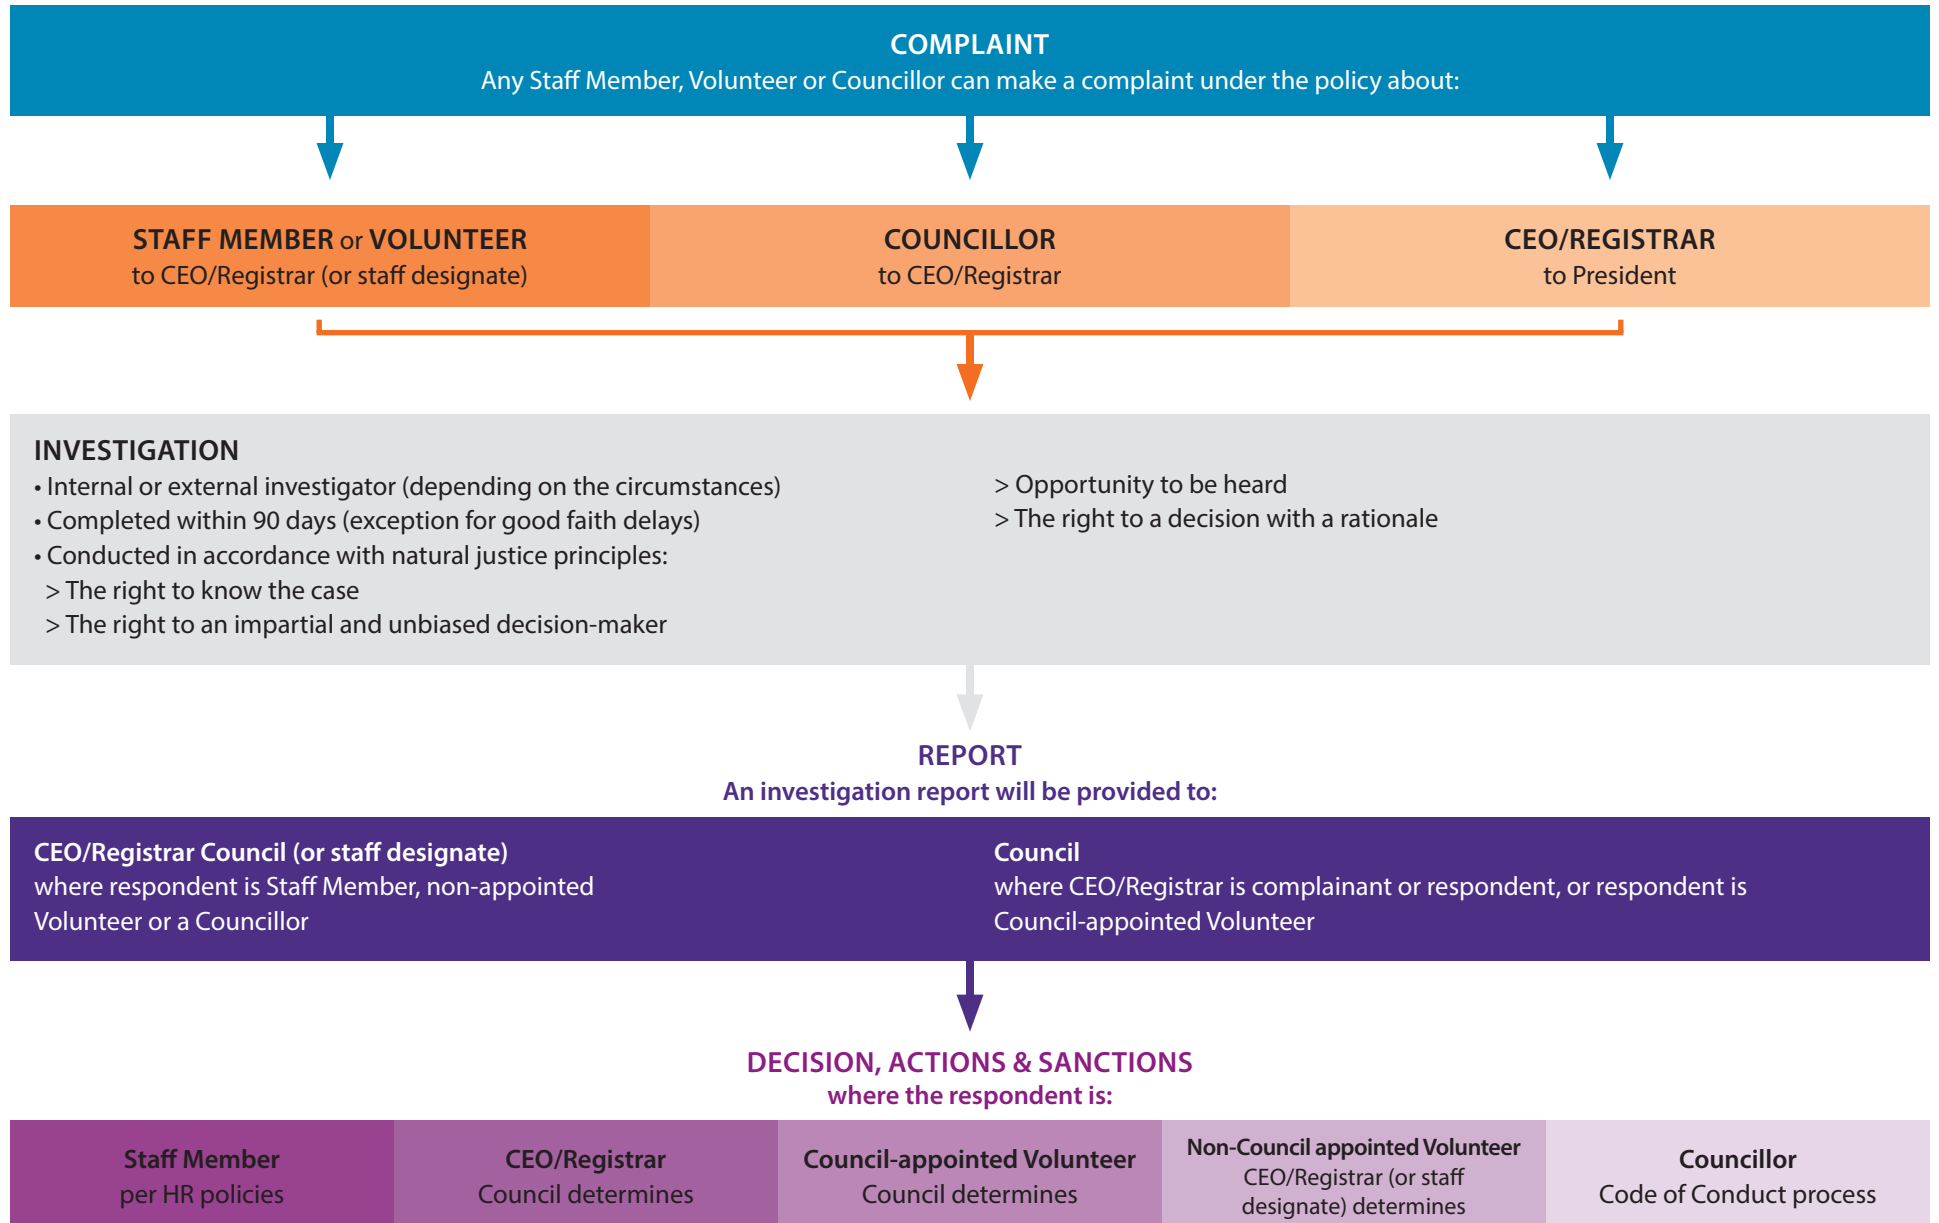 COMPLAINT
Any Staff Member, Volunteer or Councillor can make a complaint under the policy about:
STAFF MEMBER or VOLUNTEER
to CEO/Registrar (or staff designate)
COUNCILLOR
to CEO/Registrar
CEO/REGISTRAR
to President
INVESTIGATION
• Internal or external investigator (depending on the circumstances)
• Completed within 90 days (exception for good faith delays)
• Conducted in accordance with natural justice principles:
> The right to know the case
> The right to an impartial and unbiased decision-maker
> Opportunity to be heard
> The right to a decision with a rationale
REPORT
An investigation report will be provided to:
CEO/Registrar Council (or staff designate)
where respondent is Staff Member, non-appointed
Volunteer or a Councillor
Council
where CEO/Registrar is complainant or respondent, or respondent is
Council-appointed Volunteer
DECISION, ACTIONS & SANCTIONS
where the respondent is:
Staff Member
per HR policies
CEO/Registrar
Council determines
Council-appointed Volunteer
Council determines
Non-Council appointed Volunteer
CEO/Registrar (or staff
designate) determines
Councillor
Code of Conduct process